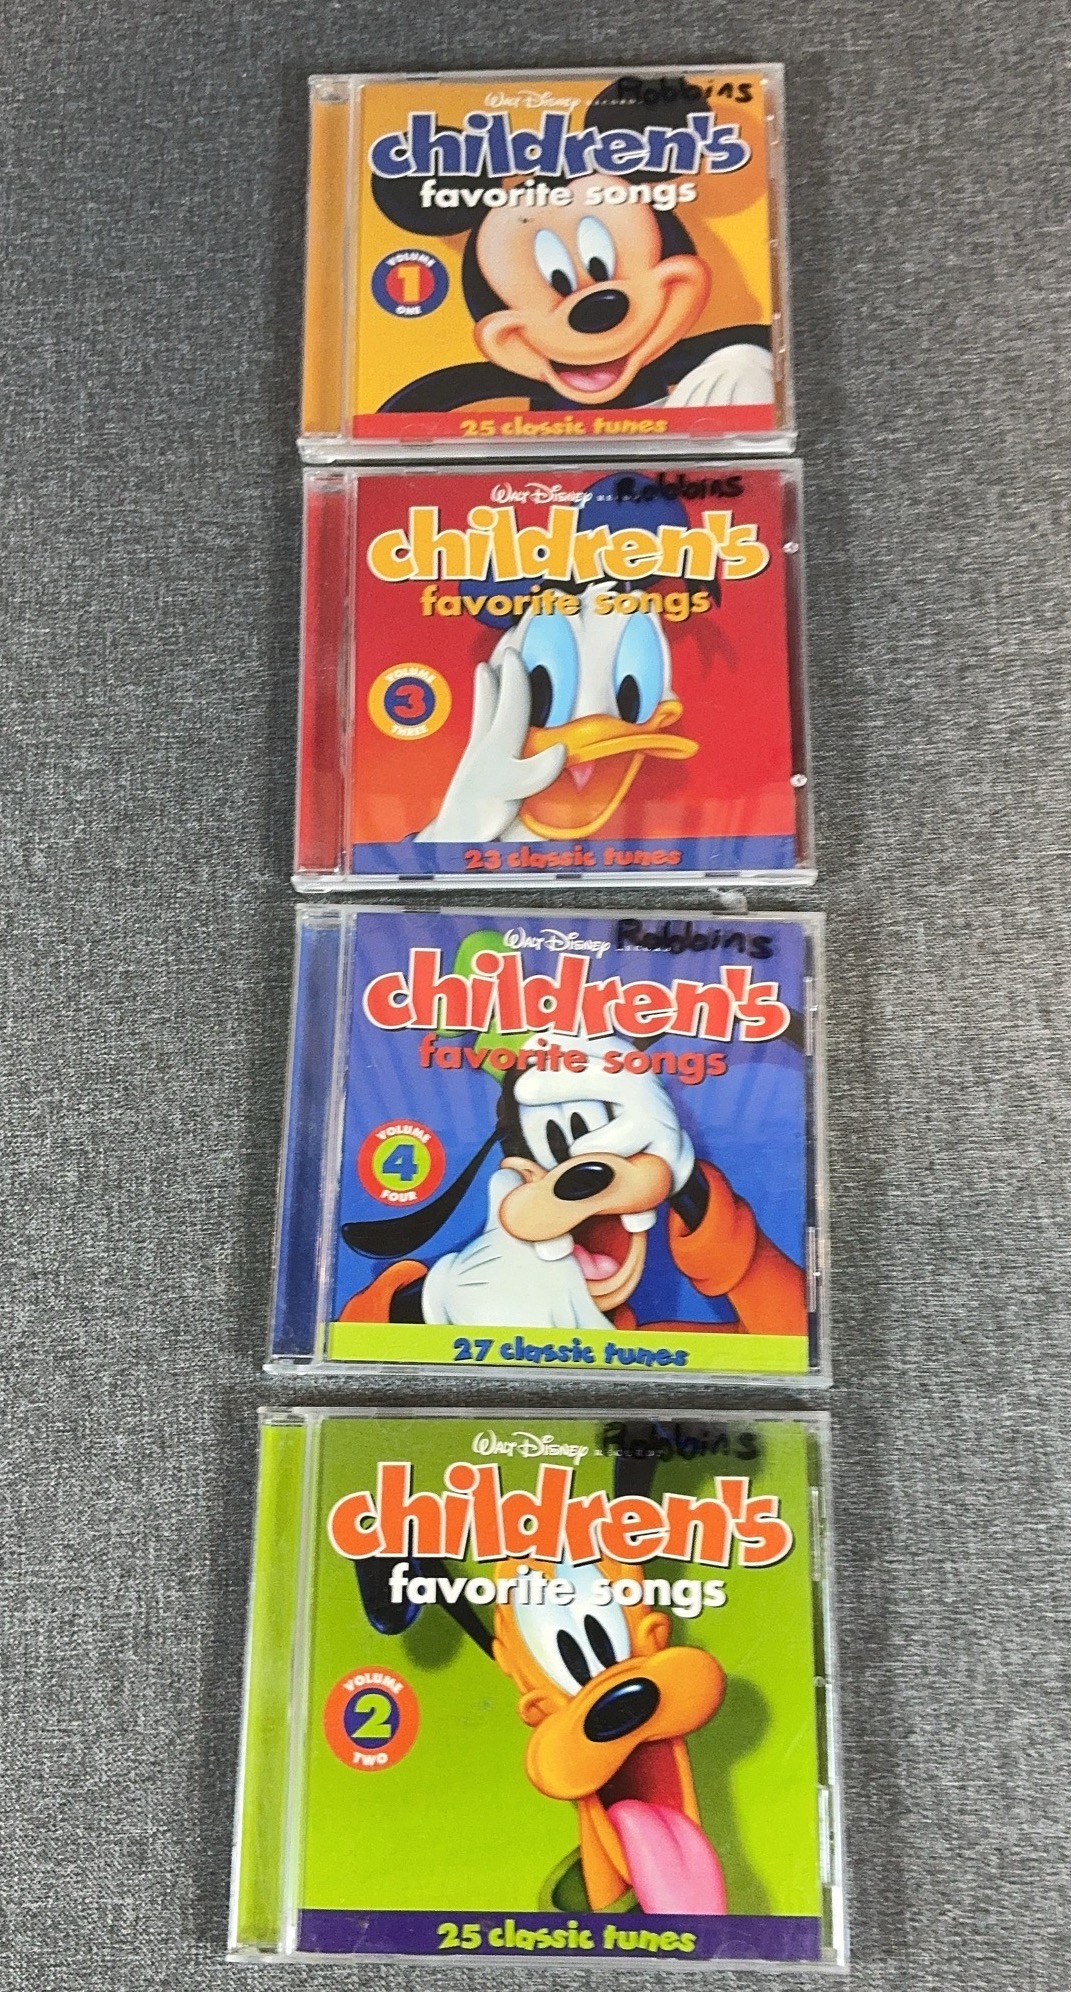 Walt Disney Records Robbins
children's
favorite songs
VOLUME
1
ONE
25 classic tunes
Walt Disney Robbins
children's
favorite songs
VOLUME
3
THREE
23 classic tunes
Walt Disney Robbins
children's
favorite songs
VOLUME
4
FOUR
27 classic tunes
Walt Disney Records Robbins
children's
favorite songs
VOLUME
2
TWO
25 classic tunes